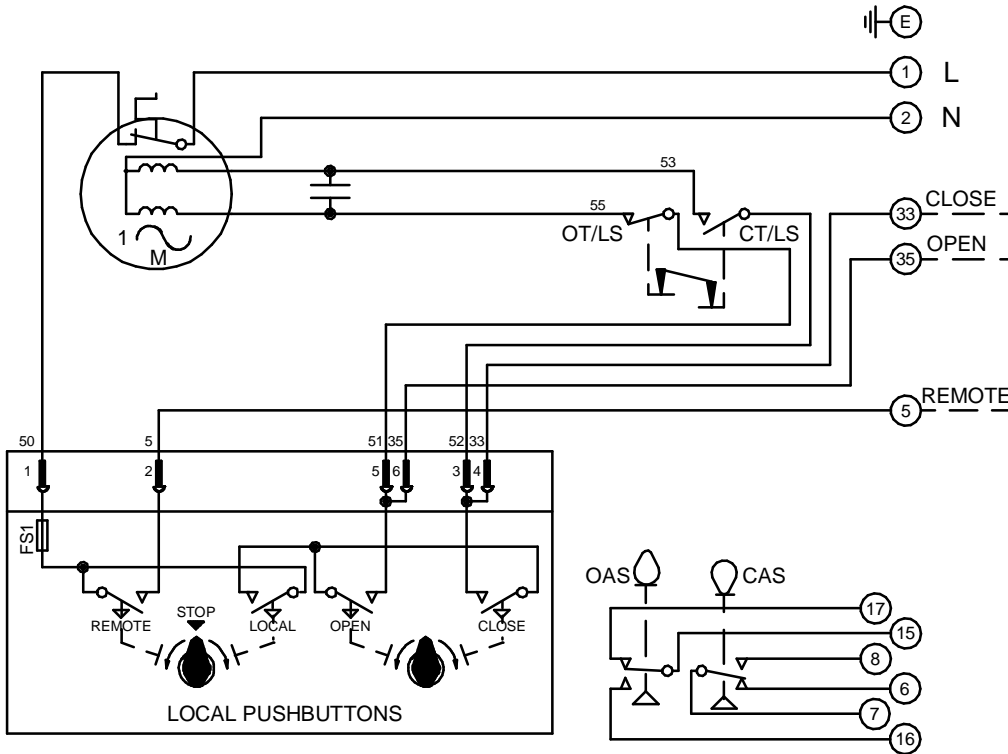 E
1 L
2 N
53
55
OT/LS
CT/LS
33 CLOSE
35 OPEN
1
M
5 REMOTE
50 5 51 35 52 33
1 2 5 6 3 4
FS1
REMOTE
STOP
LOCAL
OPEN
CLOSE
LOCAL PUSHBUTTONS
OAS
CAS
17
15
8
6
7
16